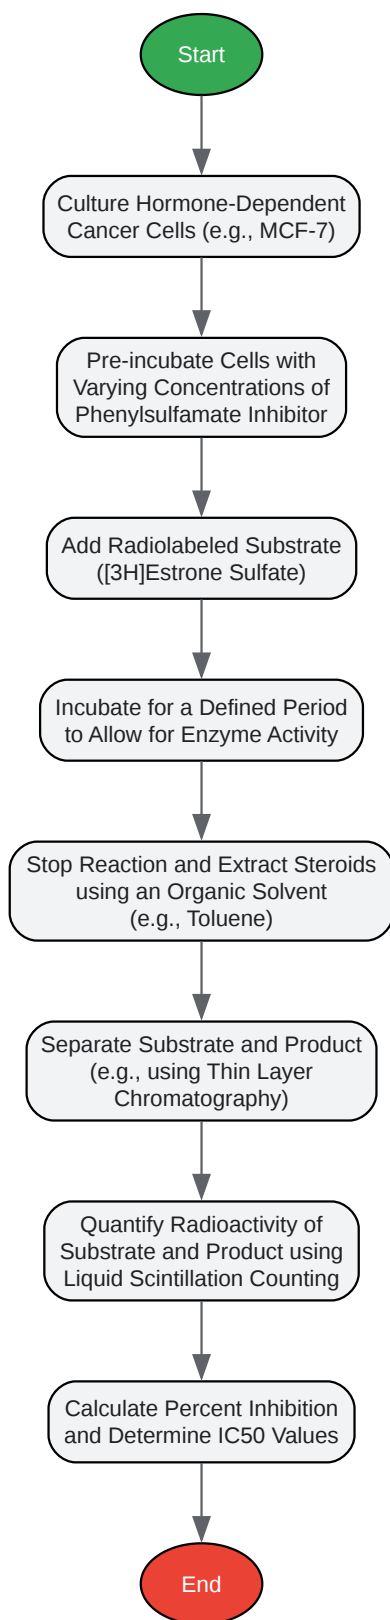 Start
Culture Hormone-Dependent
Cancer Cells (e.g., MCF-7)
Pre-incubate Cells with
Varying Concentrations of
Phenylsulfamate Inhibitor
Add Radiolabeled Substrate
([3H]Estrone Sulfate)
Incubate for a Defined Period
to Allow for Enzyme Activity
Stop Reaction and Extract Steroids
using an Organic Solvent
(e.g., Toluene)
Separate Substrate and Product
(e.g., using Thin Layer
Chromatography)
Quantify Radioactivity of
Substrate and Product using
Liquid Scintillation Counting
Calculate Percent Inhibition
and Determine IC50 Values
End